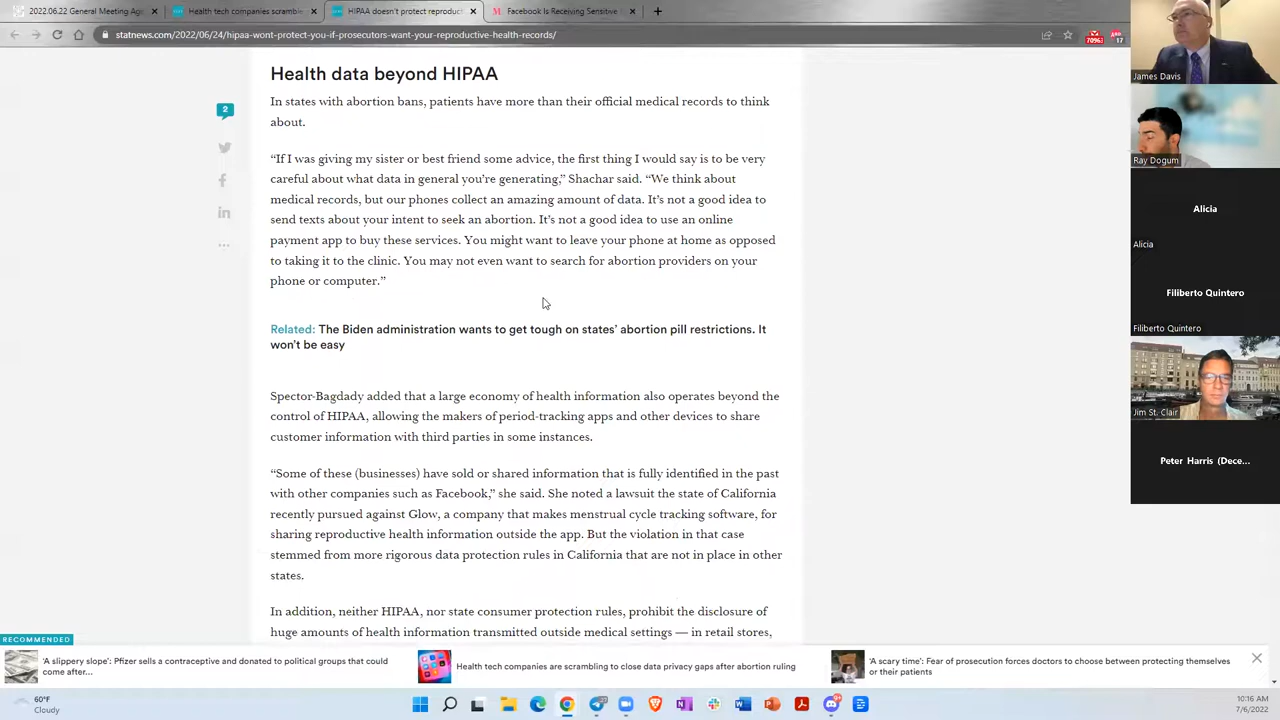 2022.06.22 General Meeting Ag
Health tech companies scramble
HIPAA doesn't protect reproduc
Facebook Is Receiving Sensitive
statnews.com/2022/06/24/hipaa-wont-protect-you-if-prosecutors-want-your-reproductive-health-records/
Health data beyond HIPAA
2
In states with abortion bans, patients have more than their official medical records to think
about.
“If I was giving my sister or best friend some advice, the first thing I would say is to be very
careful about what data in general you’re generating,” Shachar said. “We think about
medical records, but our phones collect an amazing amount of data. It’s not a good idea to
send texts about your intent to seek an abortion. It’s not a good idea to use an online
payment app to buy these services. You might want to leave your phone at home as opposed
to taking it to the clinic. You may not even want to search for abortion providers on your
phone or computer.”
Related: The Biden administration wants to get tough on states’ abortion pill restrictions. It
won’t be easy
Spector-Bagdady added that a large economy of health information also operates beyond the
control of HIPAA, allowing the makers of period-tracking apps and other devices to share
customer information with third parties in some instances.
“Some of these (businesses) have sold or shared information that is fully identified in the past
with other companies such as Facebook,” she said. She noted a lawsuit the state of California
recently pursued against Glow, a company that makes menstrual cycle tracking software, for
sharing reproductive health information outside the app. But the violation in that case
stemmed from more rigorous data protection rules in California that are not in place in other
states.
In addition, neither HIPAA, nor state consumer protection rules, prohibit the disclosure of
huge amounts of health information transmitted outside medical settings — in retail stores,
RECOMMENDED
‘A slippery slope’: Pfizer sells a contraceptive and donated to political groups that could
come after...
Health tech companies are scrambling to close data privacy gaps after abortion ruling
‘A scary time’: Fear of prosecution forces doctors to choose between protecting themselves
or their patients
James Davis
Ray Dogum
Alicia
Alicia
Filiberto Quintero
Filiberto Quintero
Jim St. Clair
Peter Harris (Dece...
60°F
Cloudy
10:16 AM
7/6/2022